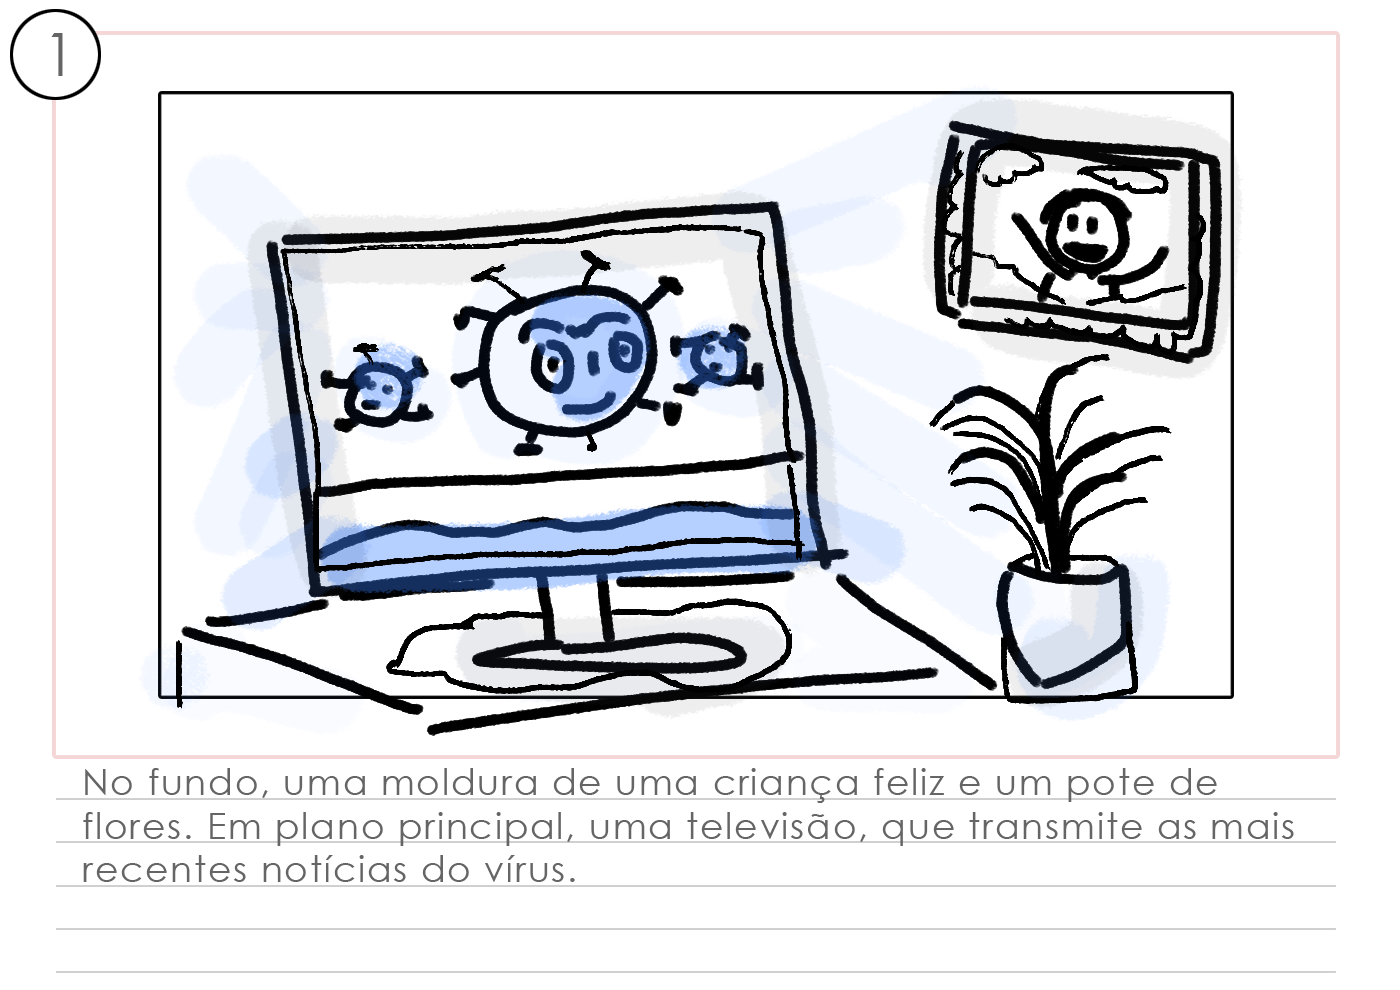 1
No fundo, uma moldura de uma criança feliz e um pote de
flores. Em plano principal, uma televisão, que transmite as mais
recentes notícias do vírus.